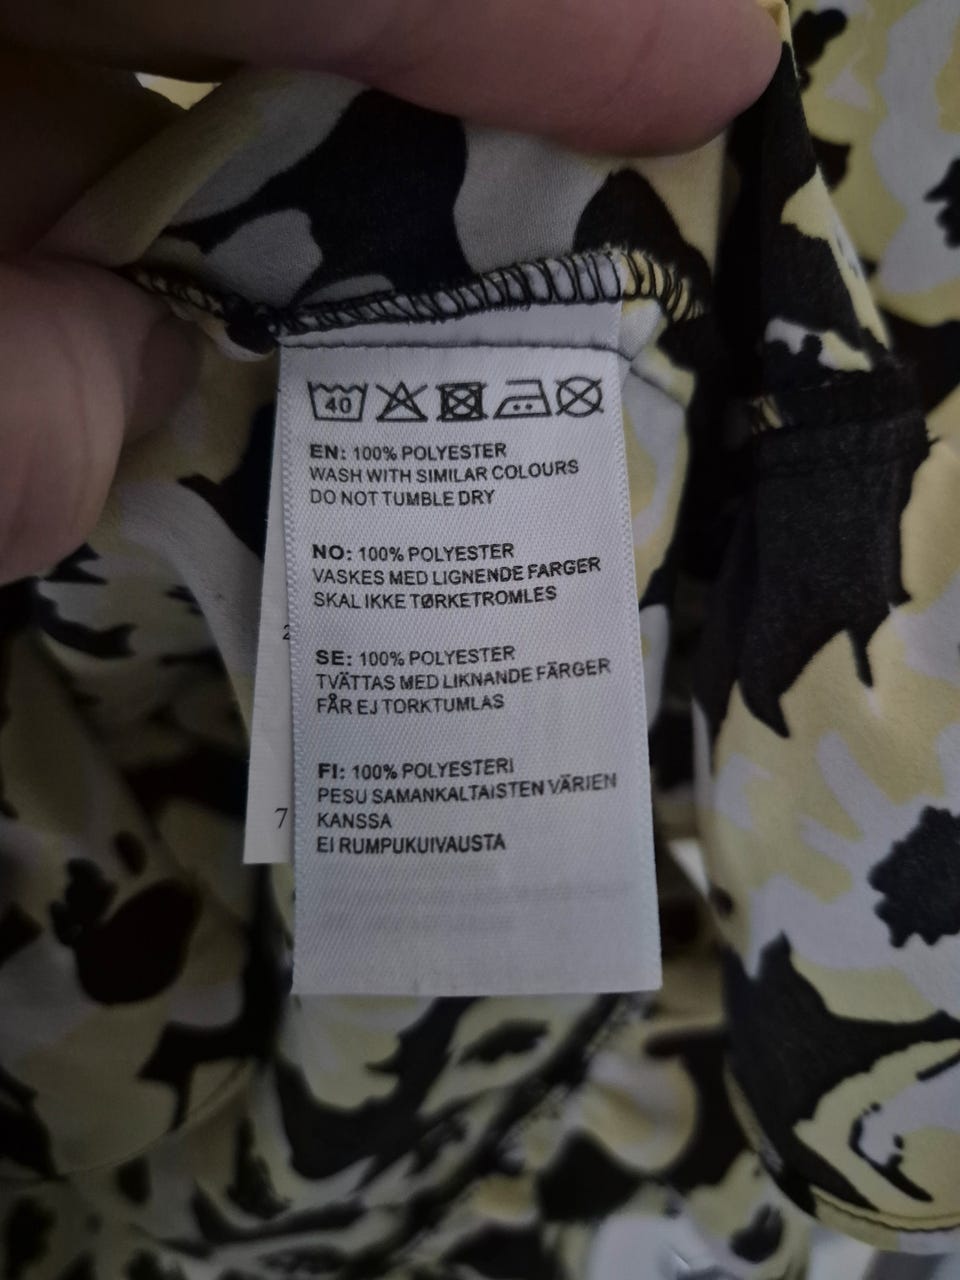 40
EN: 100% POLYESTER
WASH WITH SIMILAR COLOURS
DO NOT TUMBLE DRY
NO: 100% POLYESTER
VASKES MED LIGNENDE FARGER
SKAL IKKE TØRKETROMLES
SE: 100% POLYESTER
TVÄTTAS MED LIKNANDE FÄRGER
FÅR EJ TORKTUMLAS
FI: 100% POLYESTERI
PESU SAMANKALTAISTEN VÄRIEN
KANSSA
EI RUMPUKUIVAUSTA
7